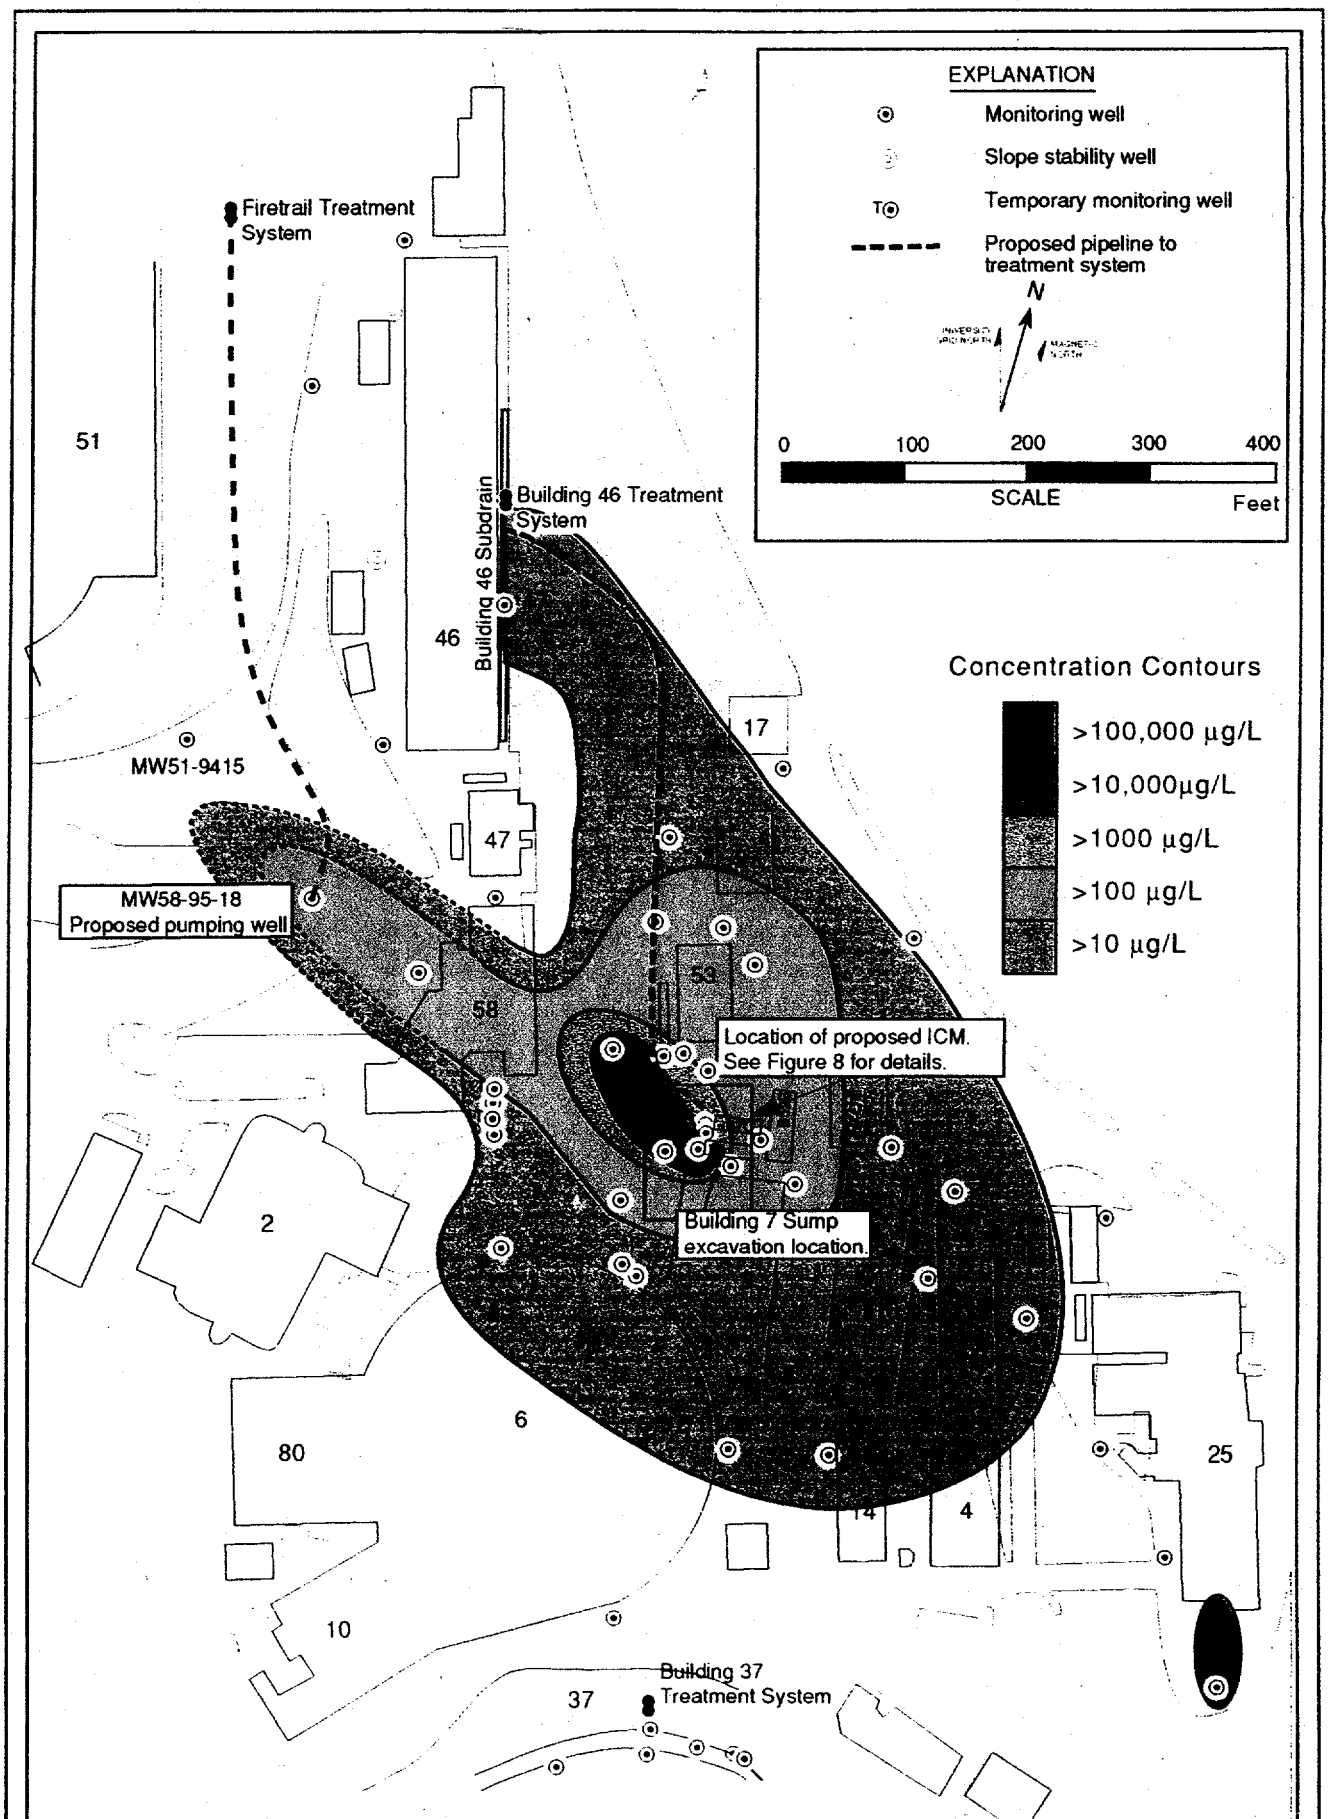 EXPLANATION
Monitoring well
Slope stability well
T
Temporary monitoring well
Proposed pipeline to
treatment system
N
GRID NORTH
MAGNETIC
NORTH
0 100 200 300 400
SCALE
Feet
Firetrail Treatment
System
51
Building 46 Treatment
System
Building 46 Subdrain
46
Concentration Contours
>100,000 µg/L
>10,000µg/L
>1000 µg/L
>100 µg/L
>10 µg/L
17
MW51-9415
47
MW58-95-18
Proposed pumping well
53
58
Location of proposed ICM.
See Figure 8 for details.
2
Building 7 Sump
excavation location.
6
80
25
14
4
10
Building 37
Treatment System
37